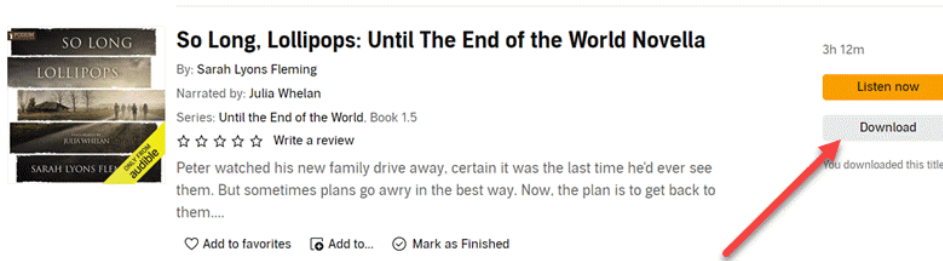 PODIUM
SO LONG
LOLLIPOPS
PERFORMED BY
JULIA WHELAN
SARAH LYONS FLE
ONLY FROM
audible
So Long, Lollipops: Until The End of the World Novella
By: Sarah Lyons Fleming
Narrated by: Julia Whelan
Series: Until the End of the World, Book 1.5
Write a review
Peter watched his new family drive away, certain it was the last time he'd ever see
them. But sometimes plans go awry in the best way. Now, the plan is to get back to
them....
Add to favorites Add to... Mark as Finished
3h 12m
Listen now
Download
You downloaded this title